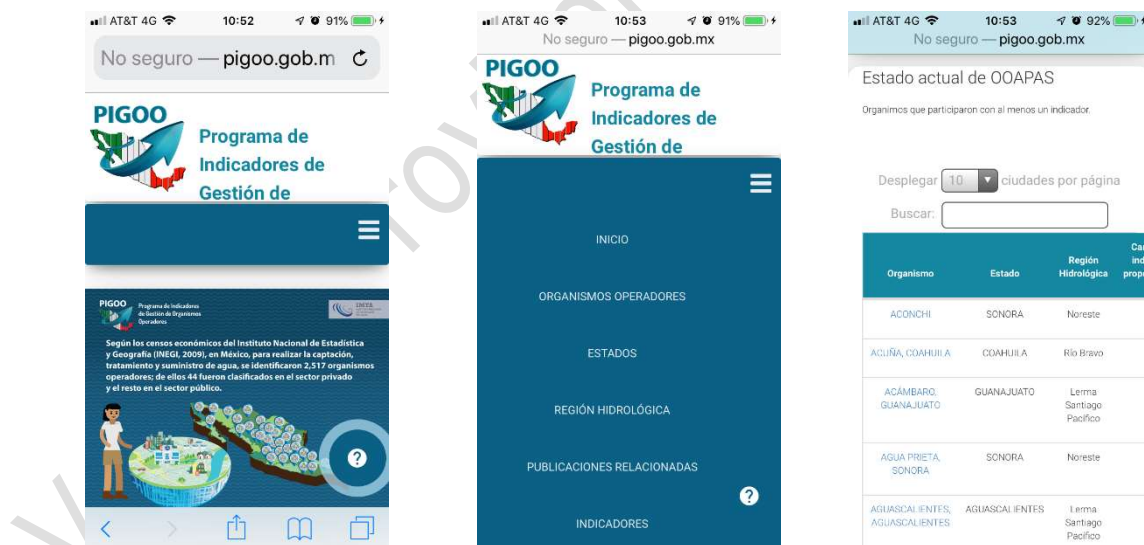 AT&T 4G 10:52 91%
No seguro — pigoo.gob.m
PIGOO
Programa de
Indicadores de
Gestión de
PIGOO Programa de Indicadores
de Gestión de Organismos
Operadores
Según los censos económicos del Instituto Nacional de Estadística
y Geografía (INEGI, 2009), en México, para realizar la captación,
tratamiento y suministro de agua, se identificaron 2,517 organismos
operadores; de ellos 44 fueron clasificados en el sector privado
y el resto en el sector público.
?
AT&T 4G 10:53 91%
No seguro — pigoo.gob.mx
PIGOO
Programa de
Indicadores de
Gestión de
INICIO
ORGANISMOS OPERADORES
ESTADOS
REGIÓN HIDROLÓGICA
PUBLICACIONES RELACIONADAS
?
INDICADORES
AT&T 4G 10:53 92%
No seguro — pigoo.gob.mx
Estado actual de OOAPAS
Organimos que participaron con al menos un indicador.
Desplegar 10 ciudades por página
Buscar:
Organismo Estado Región
Hidrológica
ACONCHI SONORA Noreste
ACUÑA, COAHUILA COAHUILA Río Bravo
ACÁMBARO, GUANAJUATO Lerma
GUANAJUATO Santiago
Pacífico
AGUA PRIETA, SONORA Noreste
SONORA
AGUASCALIENTES, AGUASCALIENTES Lerma
AGUASCALIENTES Santiago
Pacífico